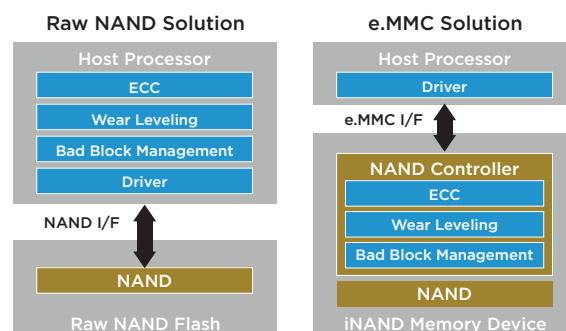 Raw NAND Solution
Host Processor
ECC
Wear Leveling
Bad Block Management
Driver
NAND I/F
NAND
Raw NAND Flash
e.MMC Solution
Host Processor
Driver
e.MMC I/F
NAND Controller
ECC
Wear Leveling
Bad Block Management
NAND
iNAND Memory Device